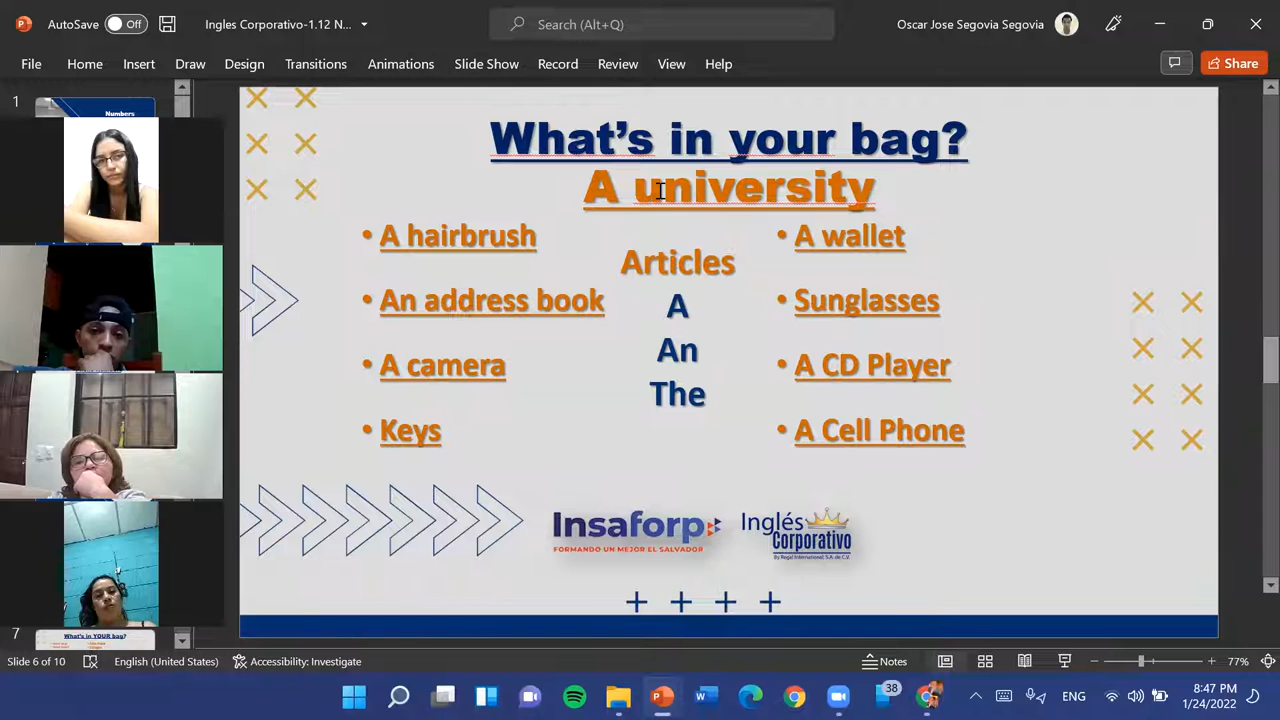 AutoSave Off Ingles Corporativo-1.12 N... Search (Alt+Q) Oscar Jose Segovia Segovia
File Home Insert Draw Design Transitions Animations Slide Show Record Review View Help Share
1
Numbers
What's in your bag?
A university
• A hairbrush
• An address book
• A camera
• Keys
Articles
A
An
The
• A wallet
• Sunglasses
• A CD Player
• A Cell Phone
Insaforp
FORMANDO UN MEJOR EL SALVADOR
Inglés
Corporativo
By Regal International, S.A. de C.V.
7
What's in YOUR bag?
Slide 6 of 10 English (United States) Accessibility: Investigate Notes 77%
38
ENG
8:47 PM
1/24/2022